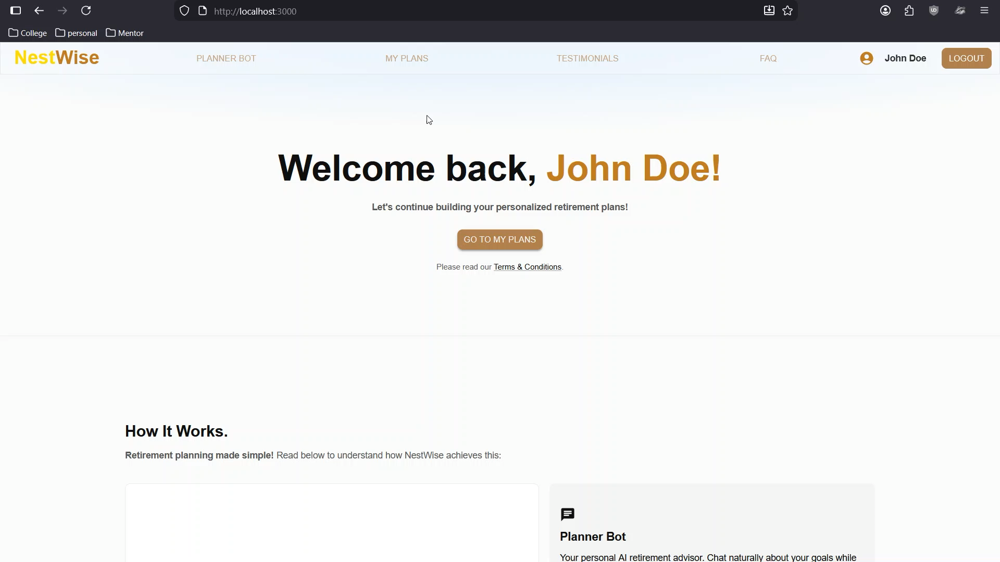 http://localhost:3000
College personal Mentor
NestWise PLANNER BOT MY PLANS TESTIMONIALS FAQ John Doe LOGOUT
Welcome back, John Doe!
Let's continue building your personalized retirement plans!
GO TO MY PLANS
Please read our Terms & Conditions.
How It Works.
Retirement planning made simple! Read below to understand how NestWise achieves this:
Planner Bot
Your personal AI retirement advisor. Chat naturally about your goals while